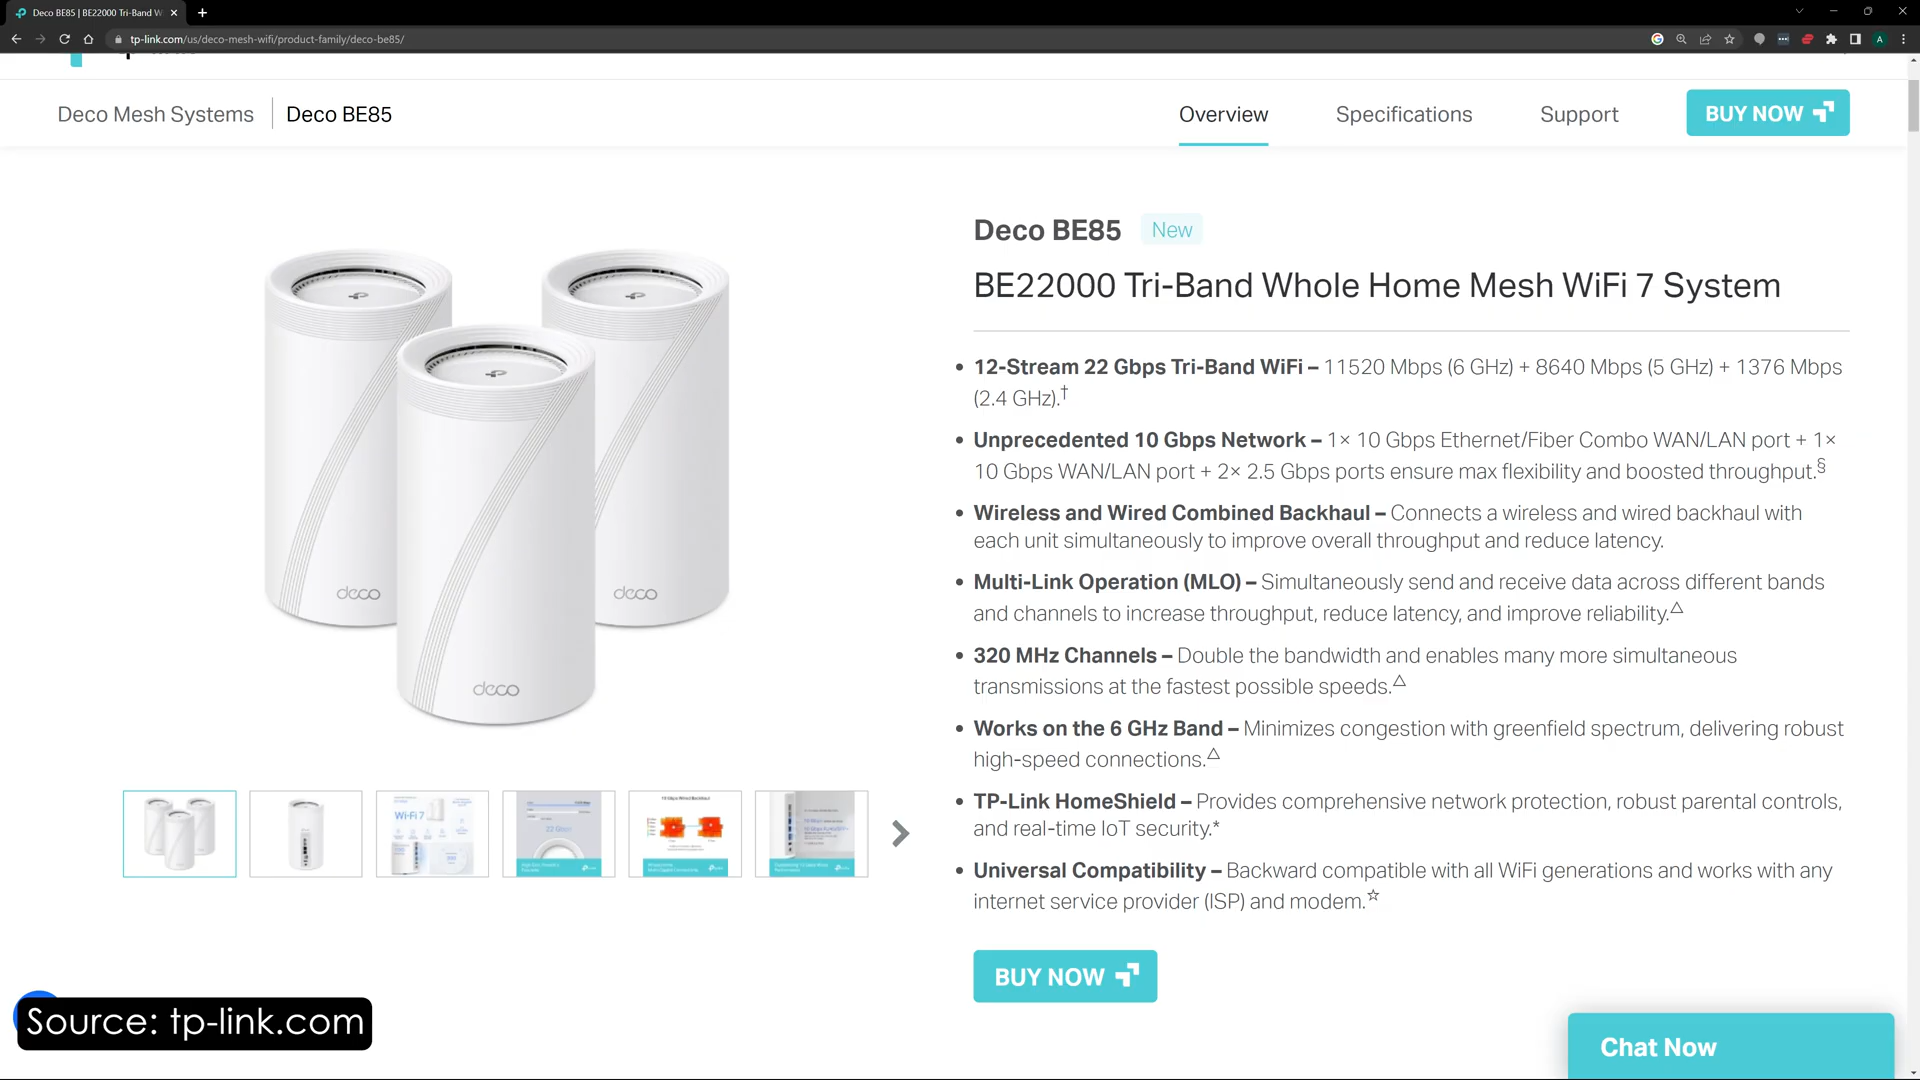 Deco BE85 | BE22000 Tri-Band W
tp-link.com/us/deco-mesh-wifi/product-family/deco-be85/
Deco Mesh Systems
Deco BE85
Overview
Specifications
Support
BUY NOW
Deco BE85 New
BE22000 Tri-Band Whole Home Mesh WiFi 7 System
• 12-Stream 22 Gbps Tri-Band WiFi – 11520 Mbps (6 GHz) + 8640 Mbps (5 GHz) + 1376 Mbps
(2.4 GHz).†
• Unprecedented 10 Gbps Network – 1× 10 Gbps Ethernet/Fiber Combo WAN/LAN port + 1×
10 Gbps WAN/LAN port + 2× 2.5 Gbps ports ensure max flexibility and boosted throughput.§
• Wireless and Wired Combined Backhaul – Connects a wireless and wired backhaul with
each unit simultaneously to improve overall throughput and reduce latency.
• Multi-Link Operation (MLO) – Simultaneously send and receive data across different bands
and channels to increase throughput, reduce latency, and improve reliability.△
• 320 MHz Channels – Double the bandwidth and enables many more simultaneous
transmissions at the fastest possible speeds.△
• Works on the 6 GHz Band – Minimizes congestion with greenfield spectrum, delivering robust
high-speed connections.△
• TP-Link HomeShield – Provides comprehensive network protection, robust parental controls,
and real-time IoT security.*
• Universal Compatibility – Backward compatible with all WiFi generations and works with any
internet service provider (ISP) and modem.☆
BUY NOW
deco
deco
deco
Wi-Fi 7
22 Gbps
Source: tp-link.com
Chat Now